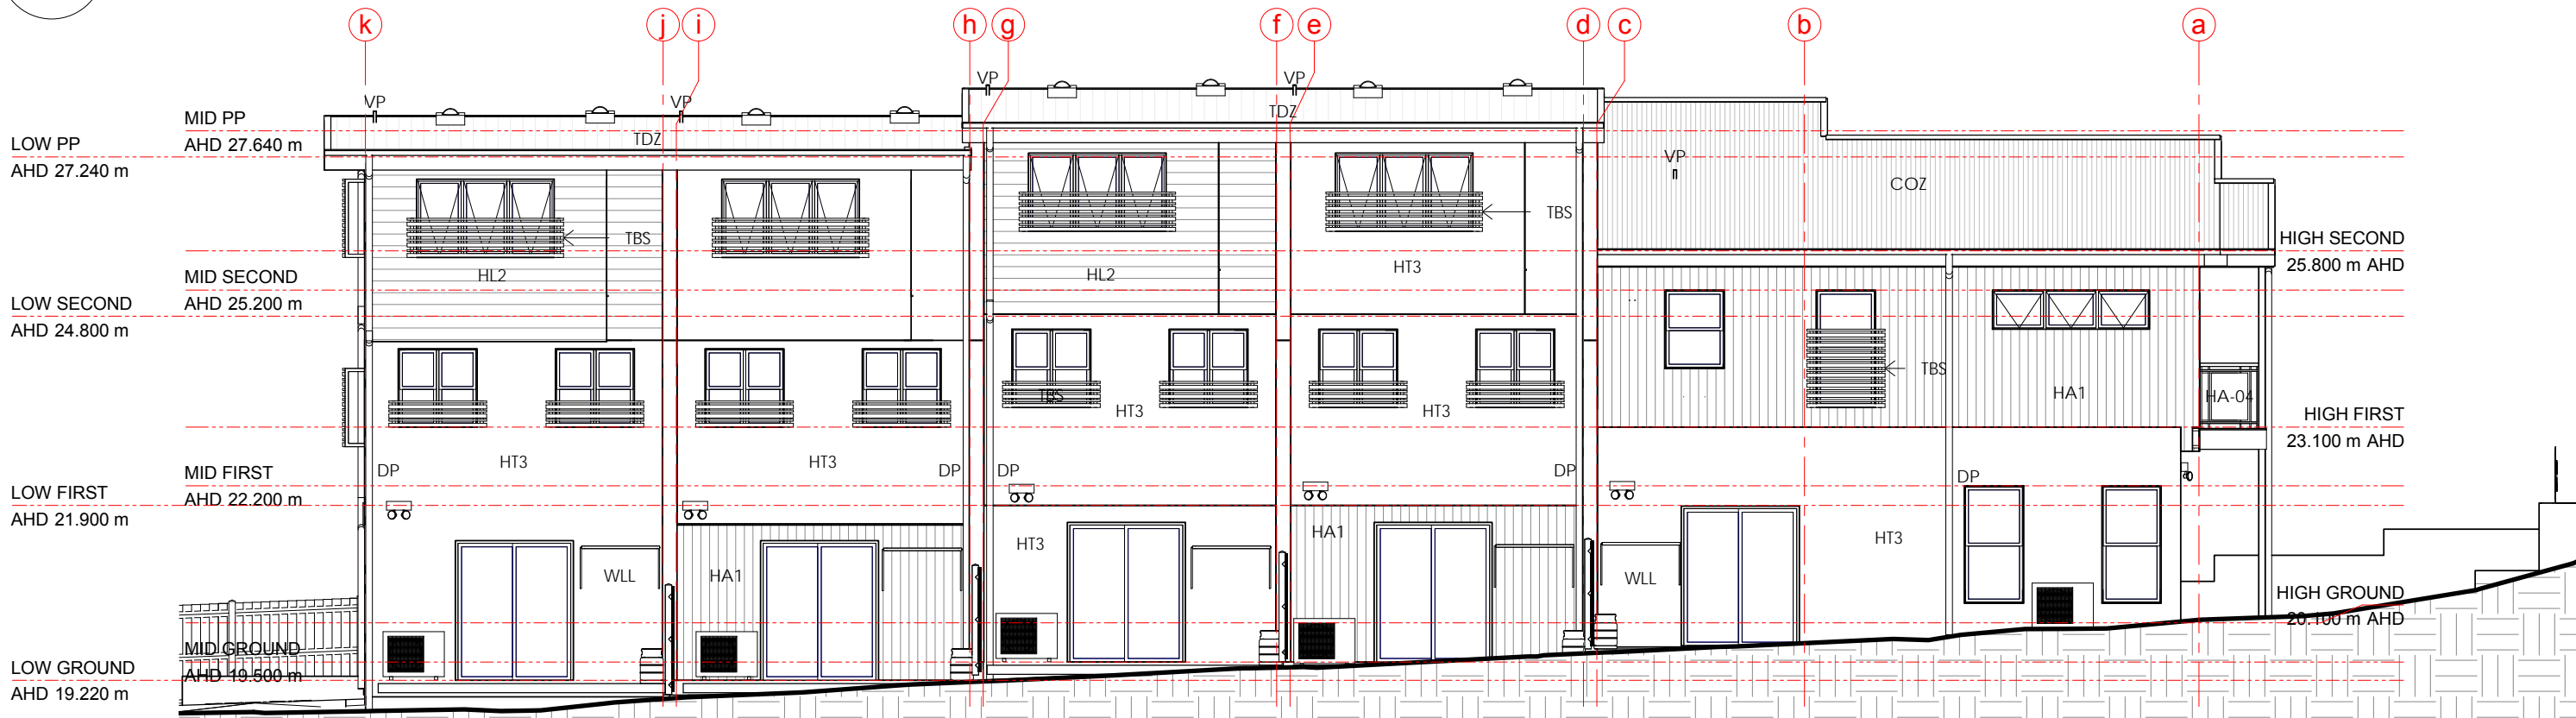 k
j
i
h
g
f
e
d
c
b
a
VP
VP
VP
VP
TDZ
TDZ
MID PP
AHD 27.640 m
LOW PP
AHD 27.240 m
VP
COZ
TBS
TBS
HL2
HL2
HT3
HIGH SECOND
25.800 m AHD
MID SECOND
AHD 25.200 m
LOW SECOND
AHD 24.800 m
TBS
TBS
HA1
HA-04
HT3
HT3
HIGH FIRST
23.100 m AHD
DP
HT3
HT3
DP
DP
DP
DP
MID FIRST
AHD 22.200 m
LOW FIRST
AHD 21.900 m
HT3
HA1
HT3
WLL
HA1
WLL
HIGH GROUND
20.100 m AHD
MID GROUND
AHD 19.500 m
LOW GROUND
AHD 19.220 m